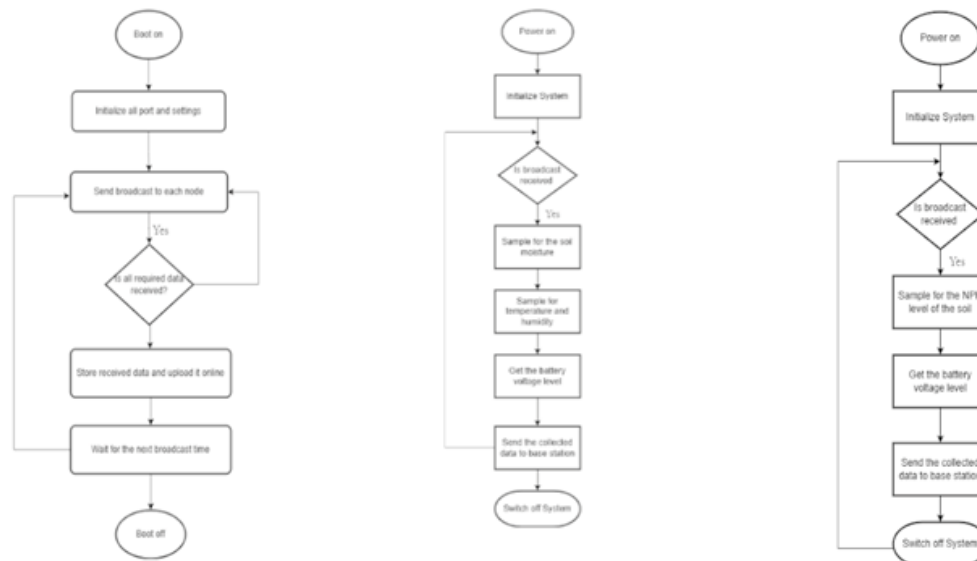 Boot on
Initialize all port and settings
Send broadcast to each node
Yes
Is all required data
received?
Store received data and upload it online
Wait for the next broadcast time
Boot off
Power on
Initialize System
Is broadcast
received
Yes
Sample for the soil
moisture
Sample for
temperature and
humidity
Get the battery
voltage level
Send the collected
data to base station
Switch off System
Power on
Initialize System
Is broadcast
received
Yes
Sample for the NPK
level of the soil
Get the battery
voltage level
Send the collected
data to base station
Switch off System